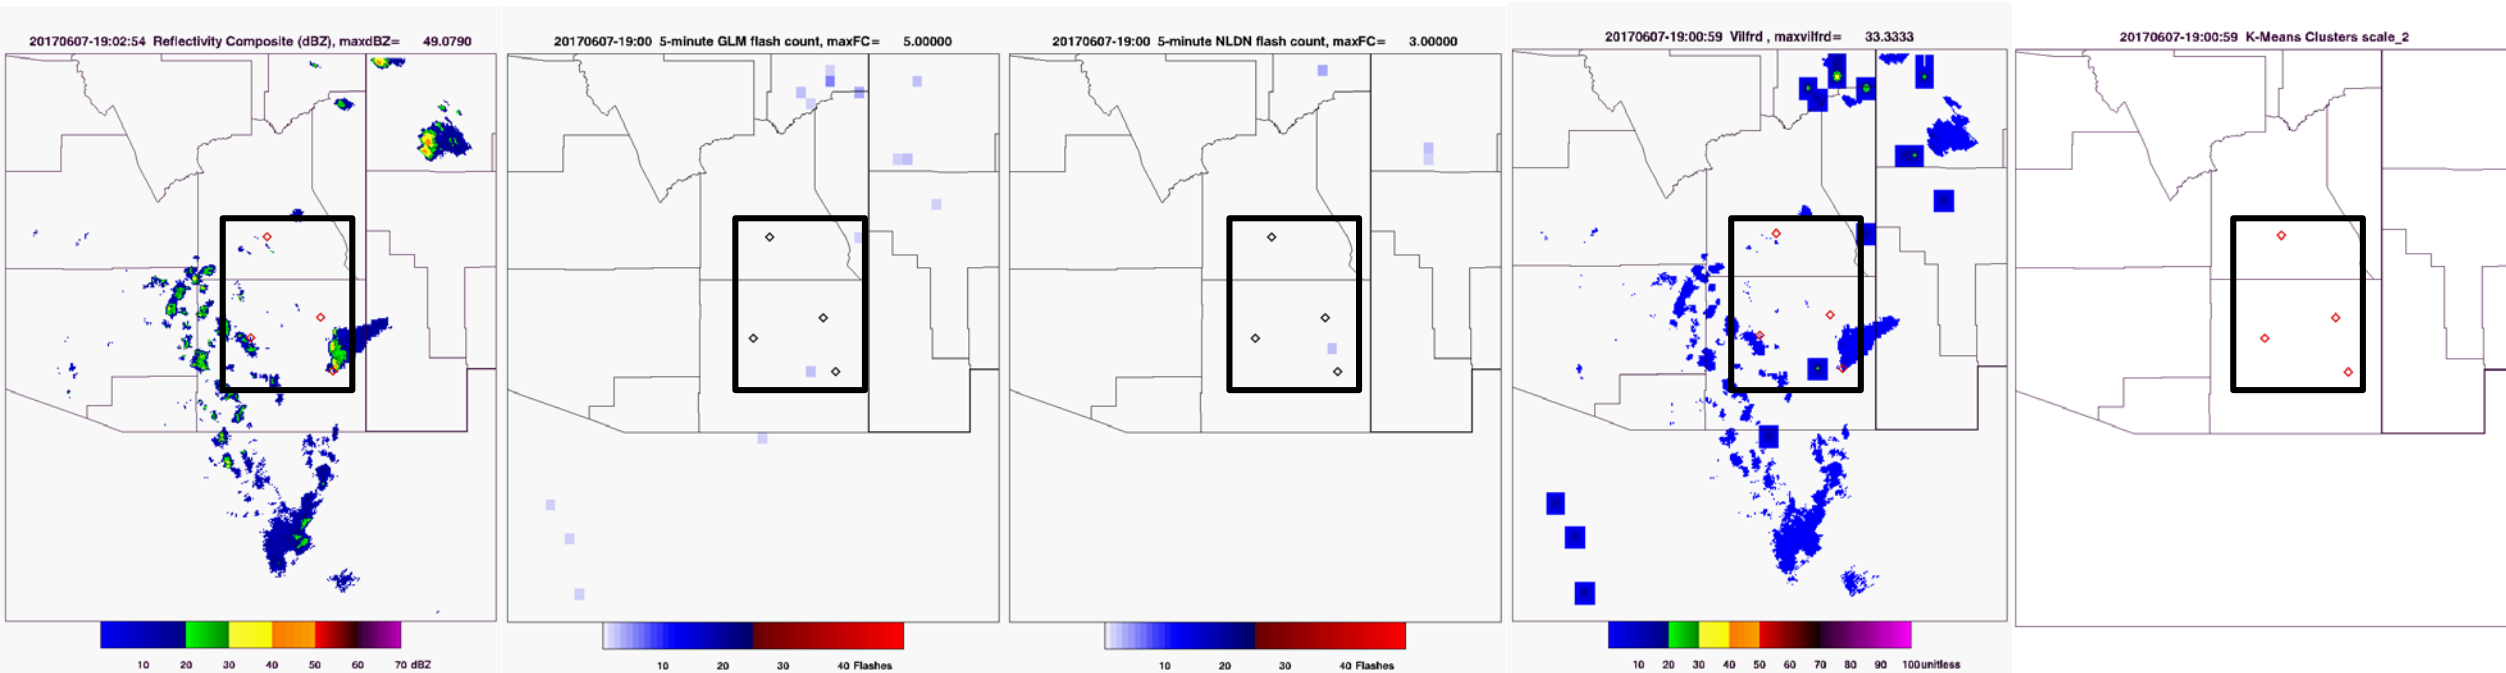 20170607-19:02:54 Reflectivity Composite (dBZ), maxdBZ= 49.0790
10 20 30 40 50 60 70 dBZ
20170607-19:00 5-minute GLM flash count, maxFC= 5.00000
10 20 30 40 Flashes
20170607-19:00 5-minute NLDN flash count, maxFC= 3.00000
10 20 30 40 Flashes
20170607-19:00:59 Vilfrd , maxvilfrd= 33.3333
10 20 30 40 50 60 70 80 90 100unitless
20170607-19:00:59 K-Means Clusters scale_2